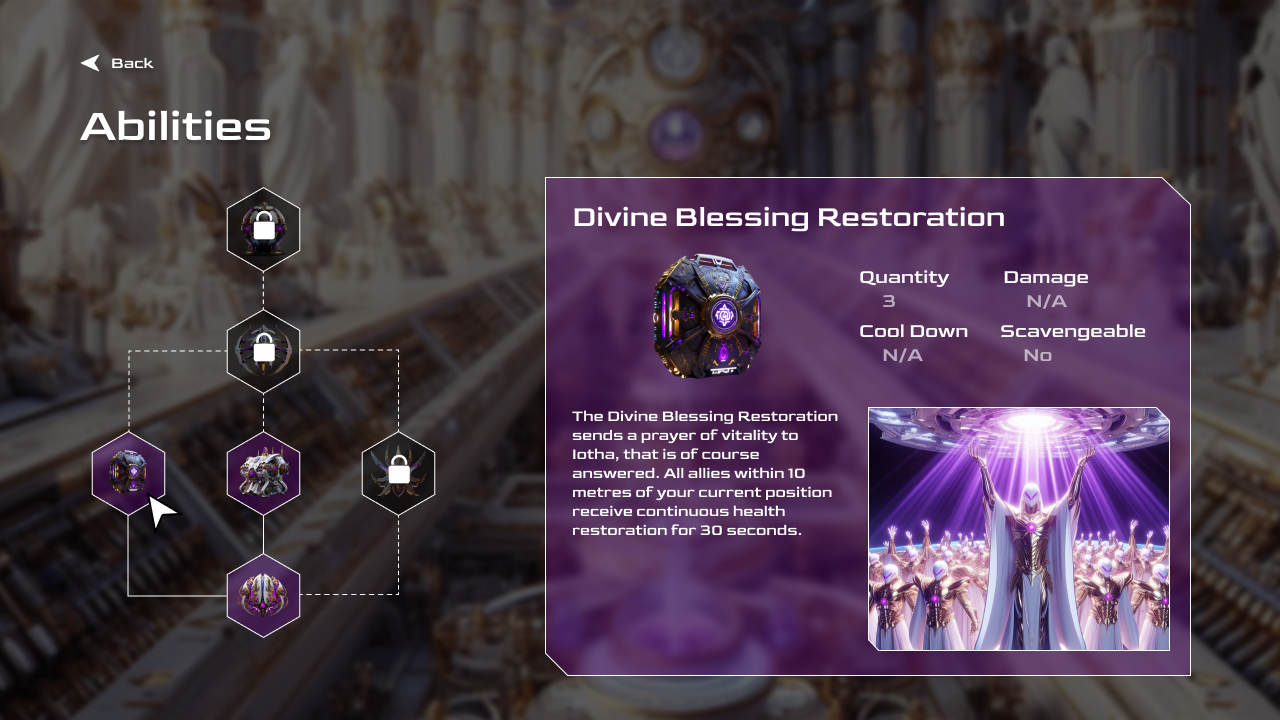 Back
Abilities
Divine Blessing Restoration
Quantity
3
Damage
N/A
Cool Down
N/A
Scavengeable
No
The Divine Blessing Restoration
sends a prayer of vitality to
Iotha, that is of course
answered. All allies within 10
metres of your current position
receive continuous health
restoration for 30 seconds.